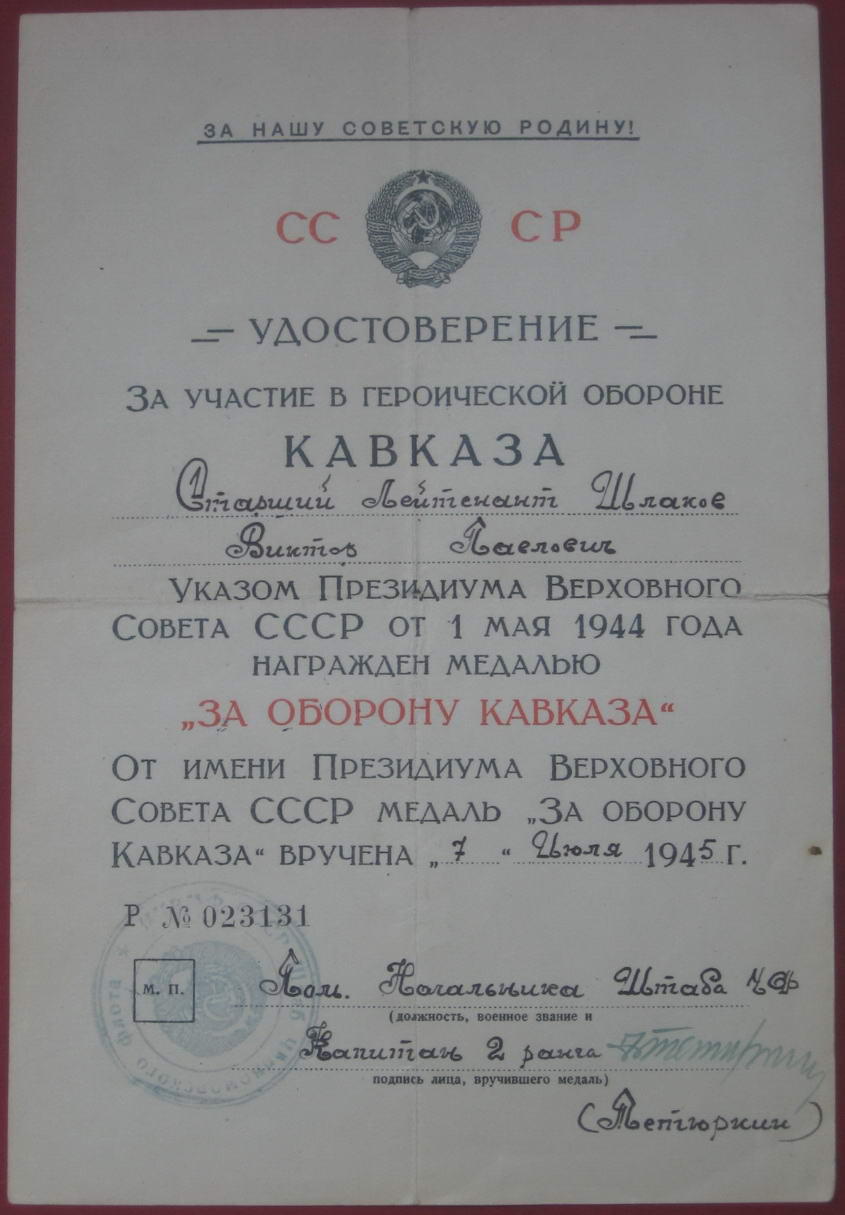 ЗА НАШУ СОВЕТСКУЮ РОДИНУ!
СС СР
УДОСТОВЕРЕНИЕ
ЗА УЧАСТИЕ В ГЕРОИЧЕСКОЙ ОБОРОНЕ
КАВКАЗА
Старший Лейтенант Шлаков
Виктор Павлович
УКАЗОМ ПРЕЗИДИУМА ВЕРХОВНОГО
СОВЕТА СССР ОТ 1 МАЯ 1944 ГОДА
НАГРАЖДЕН МЕДАЛЬЮ
„ЗА ОБОРОНУ КАВКАЗА“
ОТ ИМЕНИ ПРЕЗИДИУМА ВЕРХОВНОГО
СОВЕТА СССР МЕДАЛЬ „ЗА ОБОРОНУ
КАВКАЗА“ ВРУЧЕНА „7“ Июля 1945 Г.
Р № 023131
М. П.
Пом. Начальника Штаба ЧФ
(должность, военное звание и
Капитан 2 ранга
подпись лица, вручившего медаль)
(Петюркин)
Черноморского флота